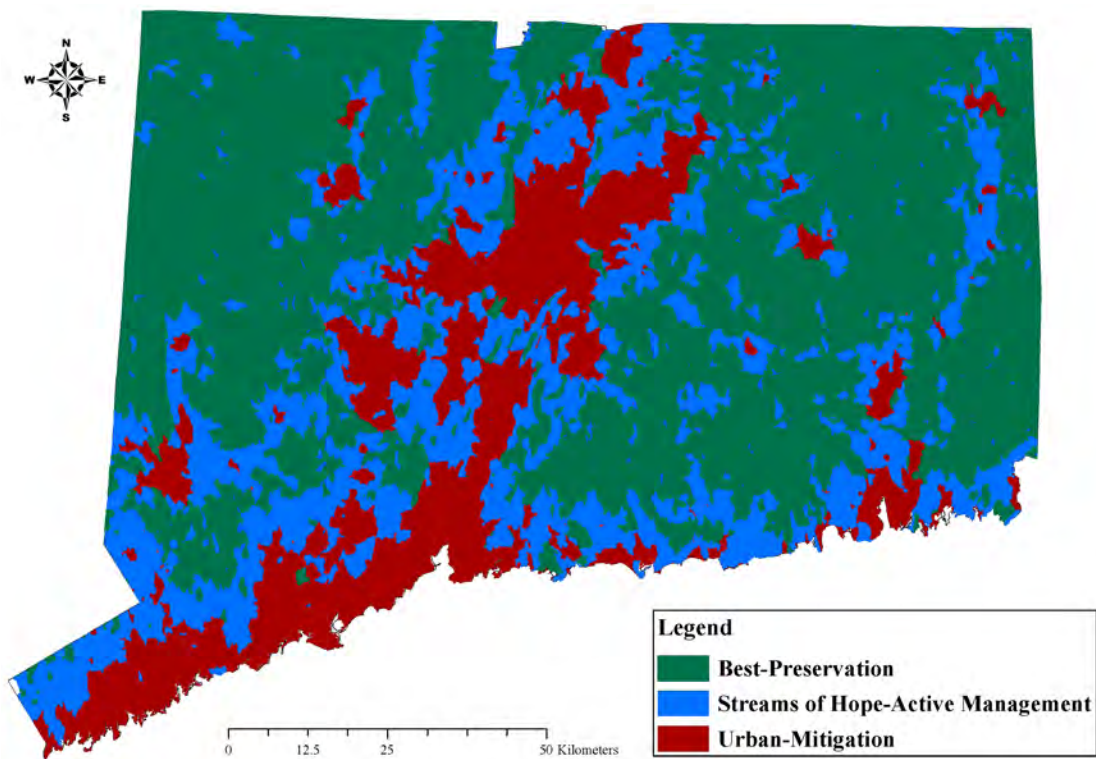 N
W E
S
Legend
Best-Preservation
Streams of Hope-Active Management
Urban-Mitigation
0 12.5 25 50 Kilometers